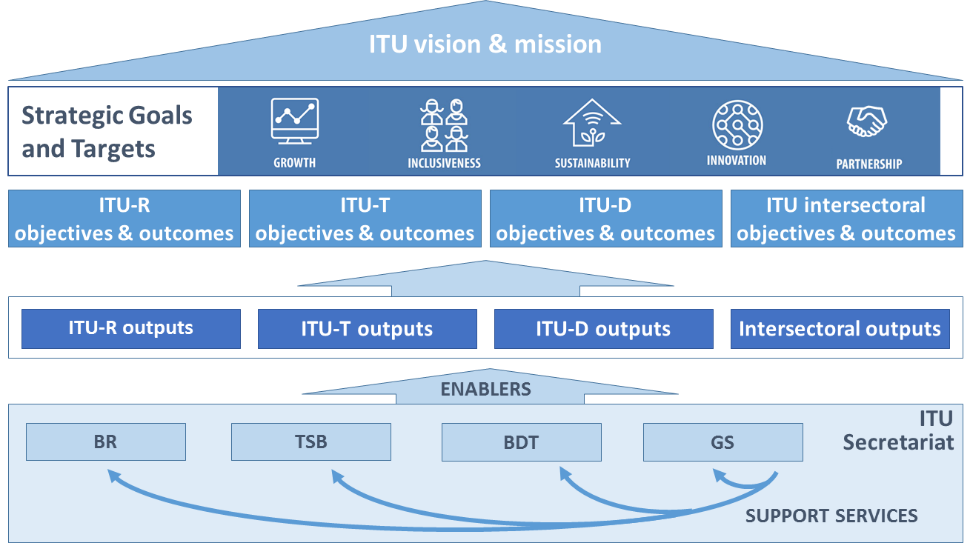 ITU vision & mission
Strategic Goals
and Targets
GROWTH
INCLUSIVENESS
SUSTAINABILITY
INNOVATION
PARTNERSHIP
ITU-R
objectives & outcomes
ITU-T
objectives & outcomes
ITU-D
objectives & outcomes
ITU intersectoral
objectives & outcomes
ITU-R outputs
ITU-T outputs
ITU-D outputs
Intersectoral outputs
ENABLERS
ITU
Secretariat
BR
TSB
BDT
GS
SUPPORT SERVICES